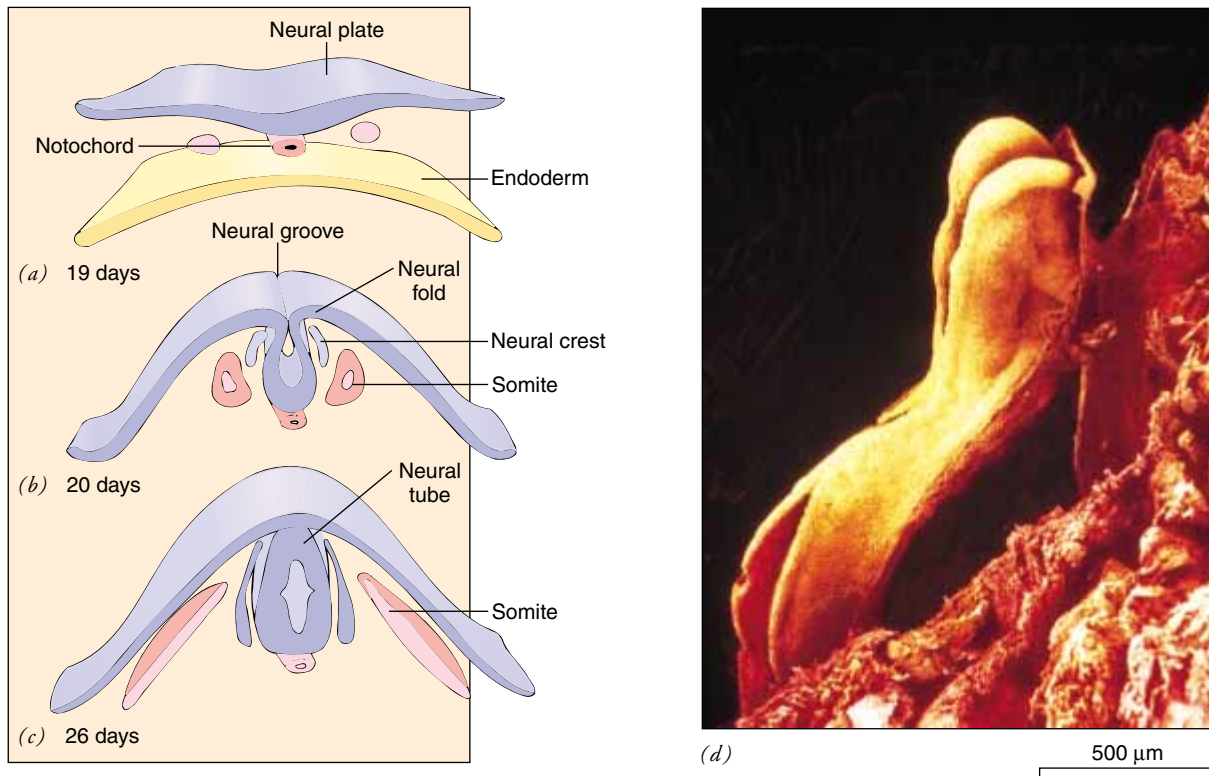 Neural plate
Notochord
Endoderm
(a) 19 days
Neural groove
Neural
fold
Neural crest
Somite
(b) 20 days
Neural
tube
Somite
(c) 26 days
(d)
500 μm